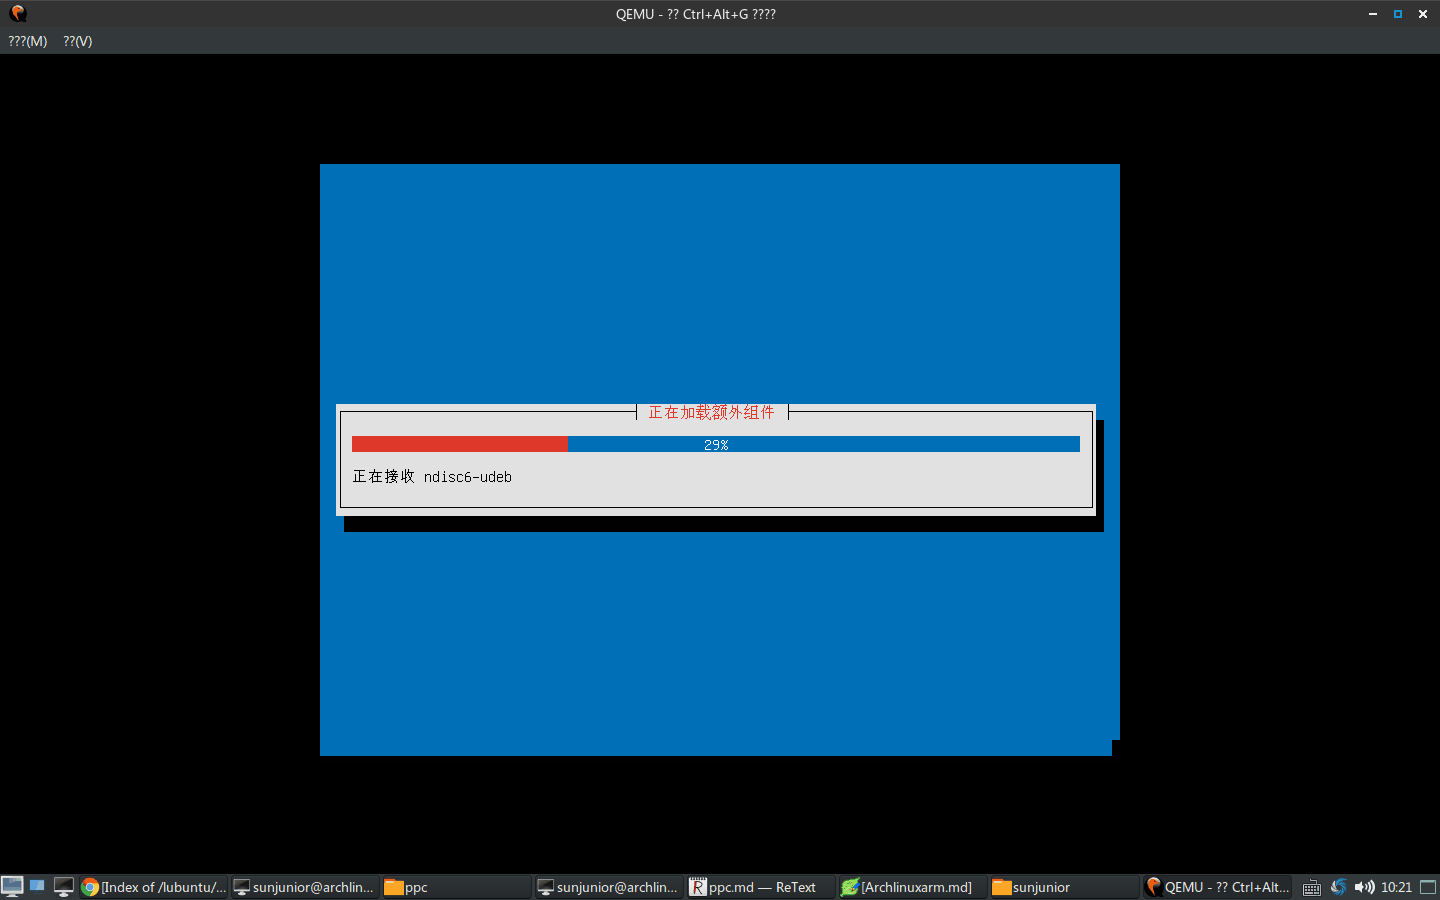 QEMU - ?? Ctrl+Alt+G ????
???(M) ??(V)
正在加载额外组件
29%
正在接收 ndisc6-udeb
[Index of /lubuntu/... sunjunior@archlin... ppc sunjunior@archlin... ppc.md — ReText [Archlinuxarm.md] sunjunior QEMU - ?? Ctrl+Alt... 10:21